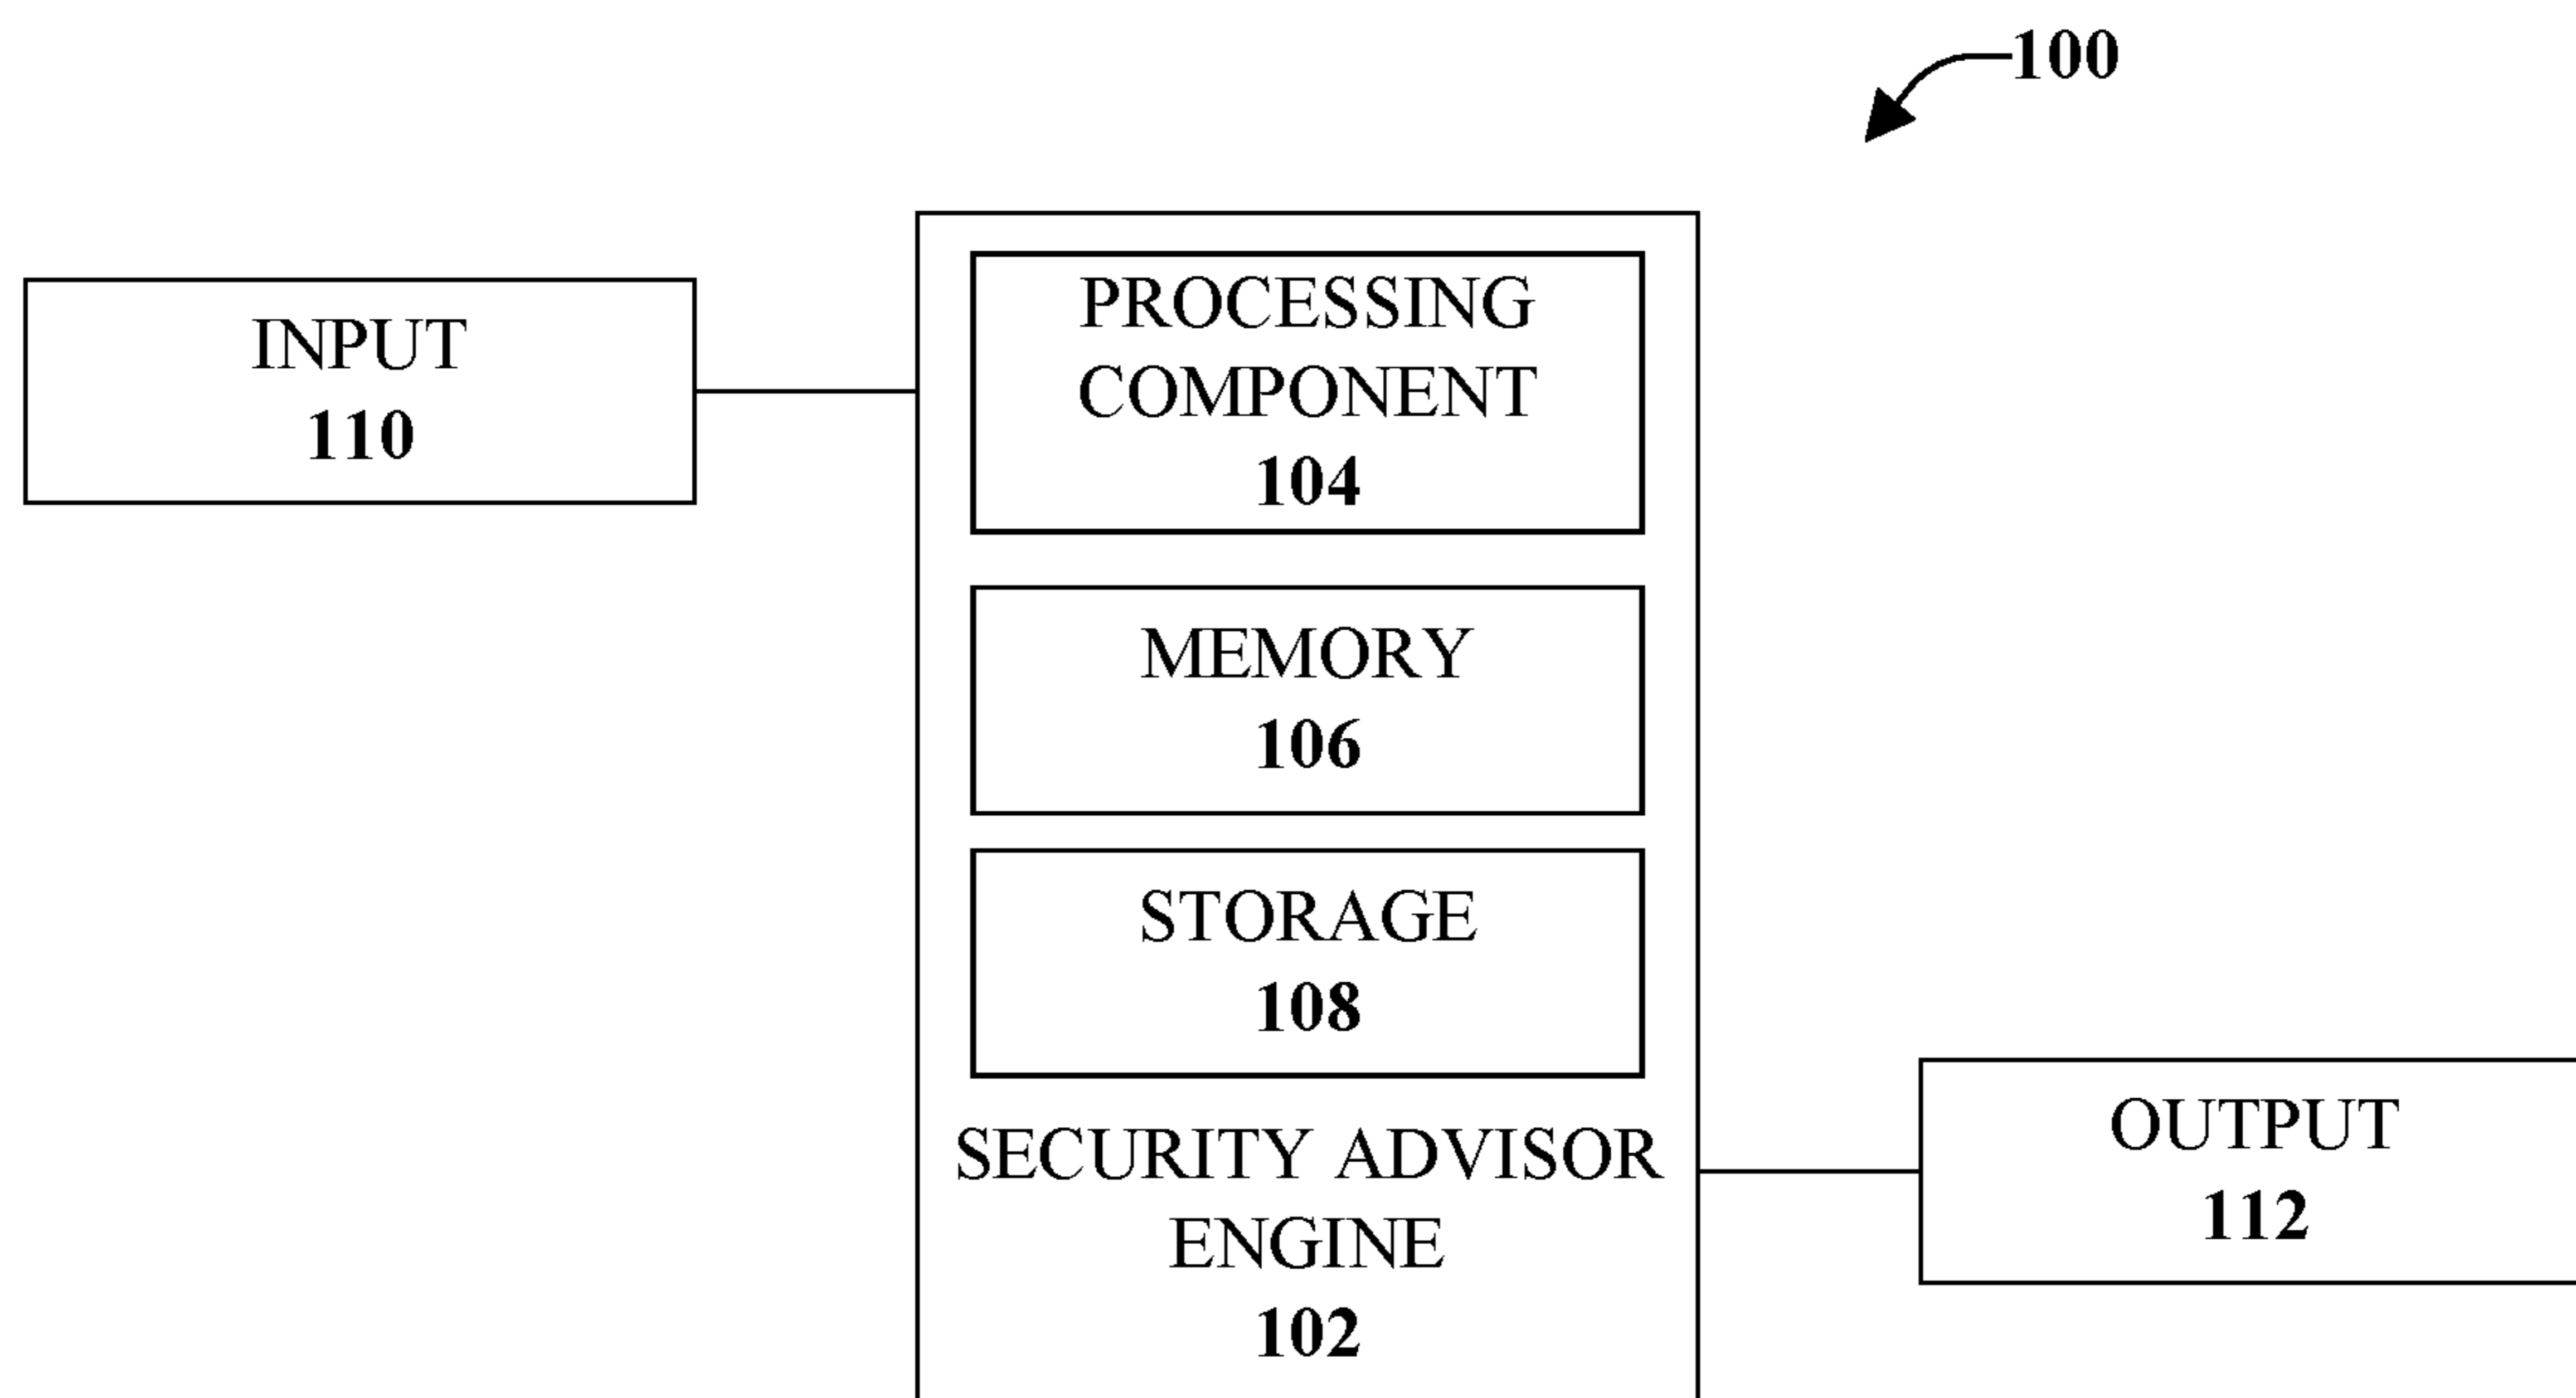 100
INPUT
110
PROCESSING
COMPONENT
104
MEMORY
106
STORAGE
108
SECURITY ADVISOR
ENGINE
102
OUTPUT
112